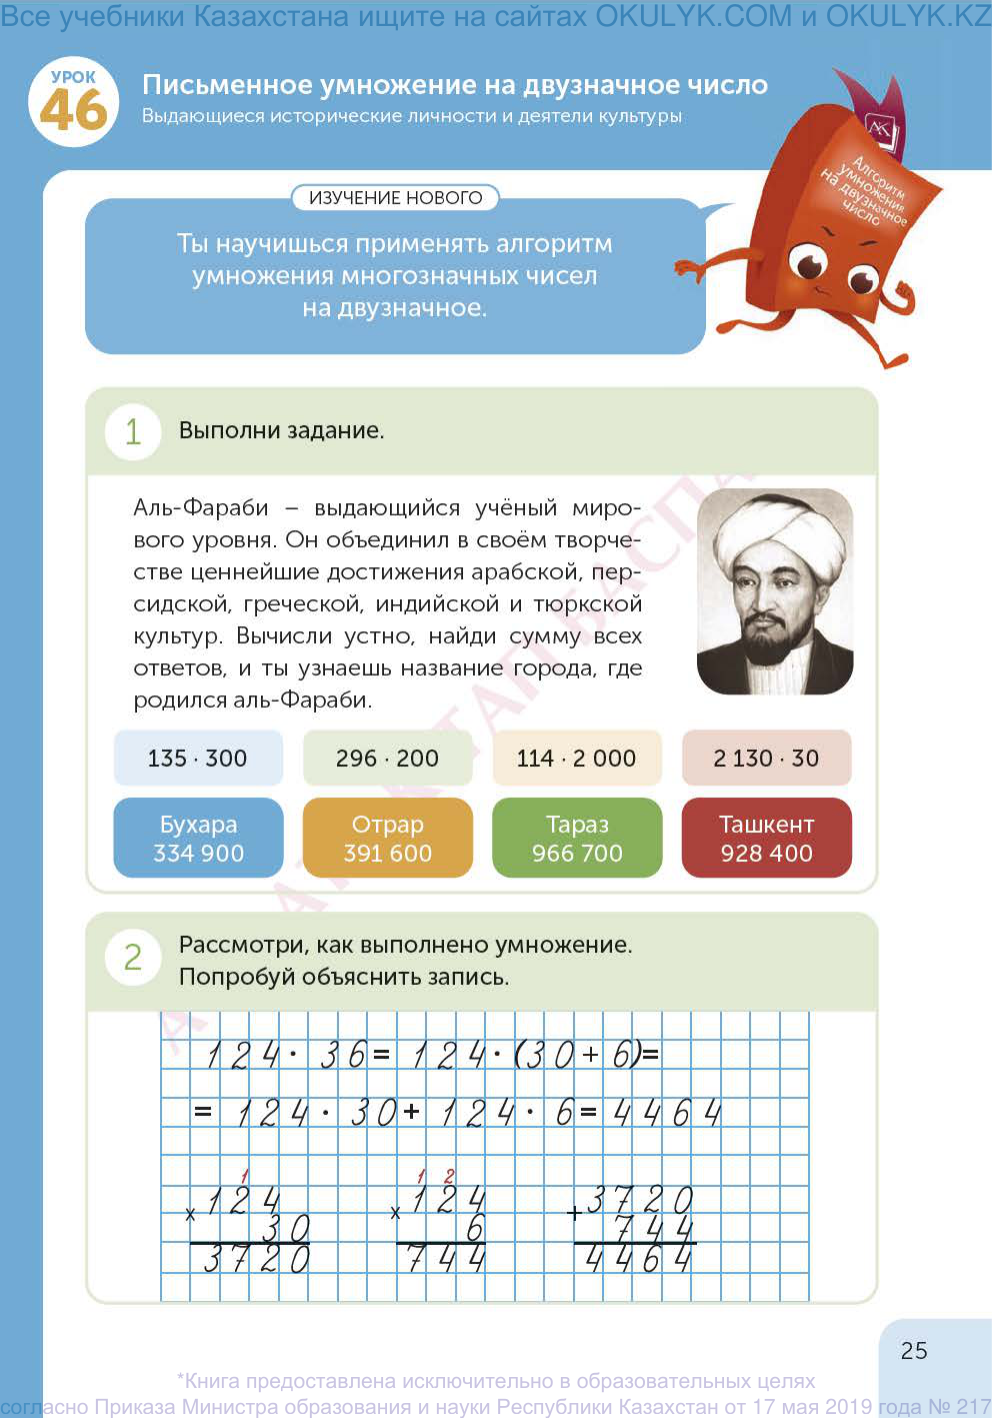 Все учебники Казахстана ищите на сайтах OKULYK.COM и OKULYK.KZ
УРОК
46
Письменное умножение на двузначное число
Выдающиеся исторические личности и деятели культуры
АК
Алгоритм
умножения
на двузначное
число
ИЗУЧЕНИЕ НОВОГО
Ты научишься применять алгоритм
умножения многозначных чисел
на двузначное.
1
Выполни задание.
Аль-Фараби – выдающийся учёный миро-
вого уровня. Он объединил в своём творче-
стве ценнейшие достижения арабской, пер-
сидской, греческой, индийской и тюркской
культур. Вычисли устно, найди сумму всех
ответов, и ты узнаешь название города, где
родился аль-Фараби.
135 · 300 296 · 200 114 · 2 000 2 130 · 30
Бухара Отрар Тараз Ташкент
334 900 391 600 966 700 928 400
2
Рассмотри, как выполнено умножение.
Попробуй объяснить запись.
124 · 36 = 124 · (30 + 6) =
= 124 · 30 + 124 · 6 = 4464
1 1 2
x 124 x 124 + 3720
30 6 744
3720 744 4464
25
*Книга предоставлена исключительно в образовательных целях
согласно Приказа Министра образования и науки Республики Казахстан от 17 мая 2019 года № 217